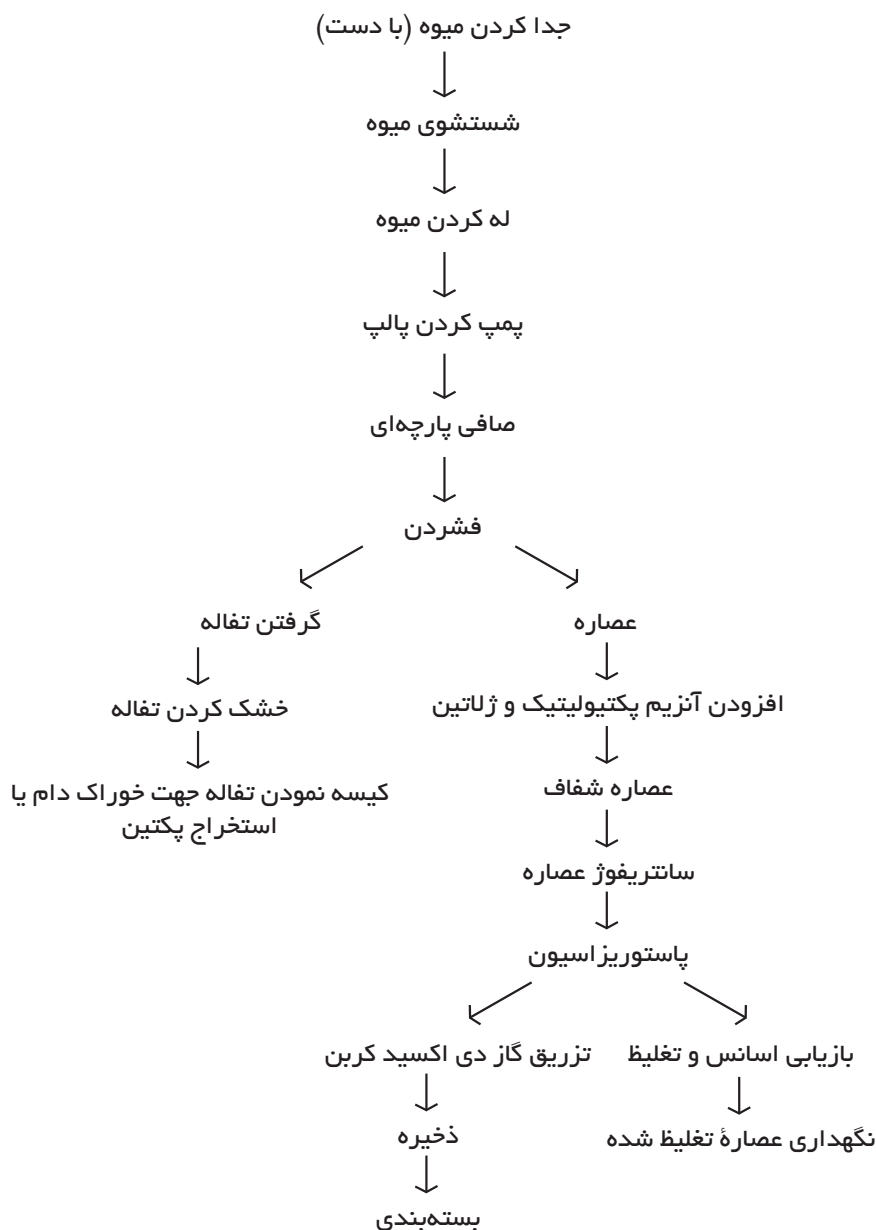 جدا کردن میوه (با دست)
شستشوی میوه
له کردن میوه
پمپ کردن پالپ
صافی پارچه‌ای
فشردن
عصاره
گرفتن تفاله
افزودن آنزیم پکتیولیتیک و ژلاتین
خشک کردن تفاله
عصاره شفاف
کیسه نمودن تفاله جهت خوراک دام یا
استخراج پکتین
سانتریفوژ عصاره
پاستوریزاسیون
بازیابی اسانس و تغلیظ
تزریق گاز دی اکسید کربن
نگهداری عصارهٔ تغلیظ شده
ذخیره
بسته‌بندی